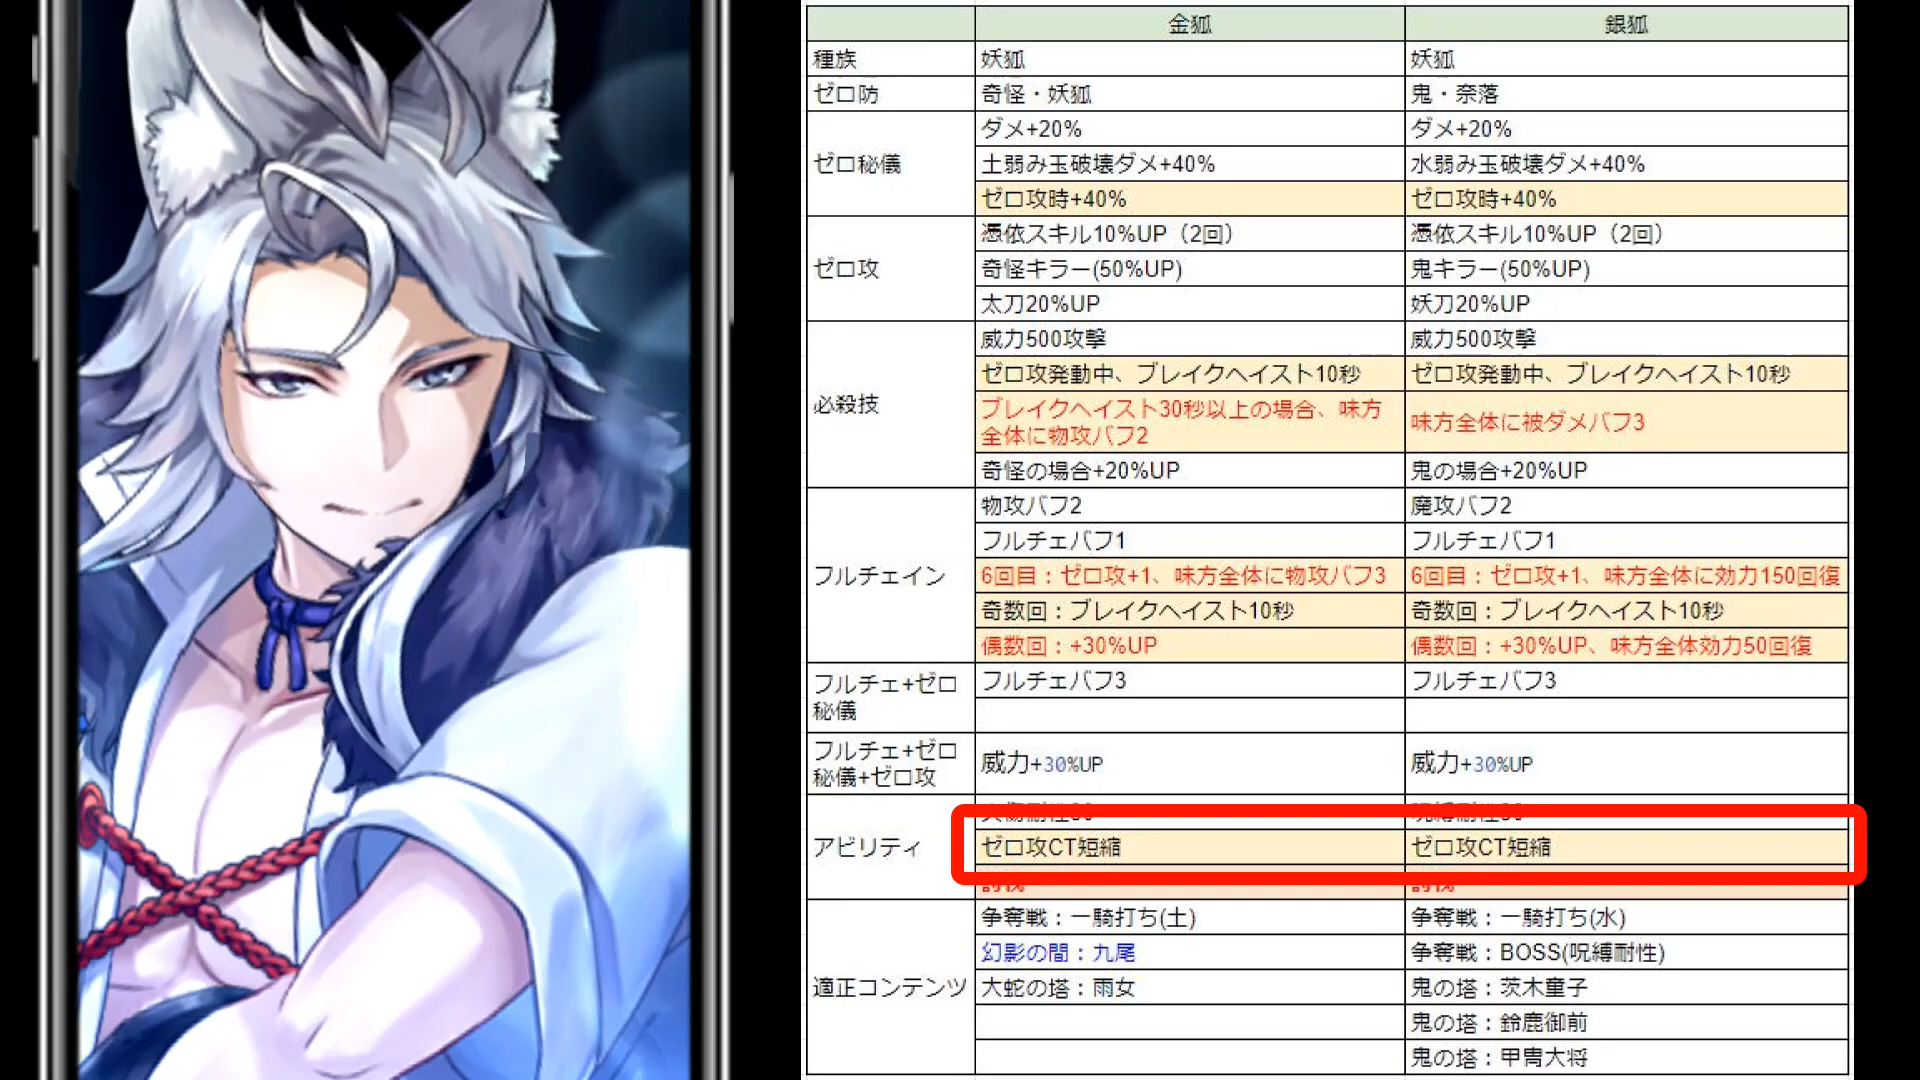 金狐 銀狐
種族 妖狐 妖狐
ゼロ防 奇怪・妖狐 鬼・奈落
ゼロ秘儀 ダメ+20% ダメ+20%
土弱み玉破壊ダメ+40% 水弱み玉破壊ダメ+40%
ゼロ攻時+40% ゼロ攻時+40%
ゼロ攻 憑依スキル10%UP（2回） 憑依スキル10%UP（2回）
奇怪キラー(50%UP) 鬼キラー(50%UP)
太刀20%UP 妖刀20%UP
必殺技 威力500攻撃 威力500攻撃
ゼロ攻発動中、ブレイクヘイスト10秒 ゼロ攻発動中、ブレイクヘイスト10秒
ブレイクヘイスト30秒以上の場合、味方
全体に物攻バフ2 味方全体に被ダメバフ3
奇怪の場合+20%UP 鬼の場合+20%UP
フルチェイン 物攻バフ2 魔攻バフ2
フルチェバフ1 フルチェバフ1
6回目：ゼロ攻+1、味方全体に物攻バフ3 6回目：ゼロ攻+1、味方全体に効力150回復
奇数回：ブレイクヘイスト10秒 奇数回：ブレイクヘイスト10秒
偶数回：+30%UP 偶数回：+30%UP、味方全体効力50回復
フルチェ+ゼロ
秘儀 フルチェバフ3 フルチェバフ3
フルチェ+ゼロ
秘儀+ゼロ攻 威力+30%UP 威力+30%UP
アビリティ ゼロ攻CT短縮 ゼロ攻CT短縮
適正コンテンツ 争奪戦：一騎打ち(土) 争奪戦：一騎打ち(水)
幻影の間：九尾 争奪戦：BOSS(呪縛耐性)
大蛇の塔：雨女 鬼の塔：茨木童子
鬼の塔：鈴鹿御前
鬼の塔：甲冑大将